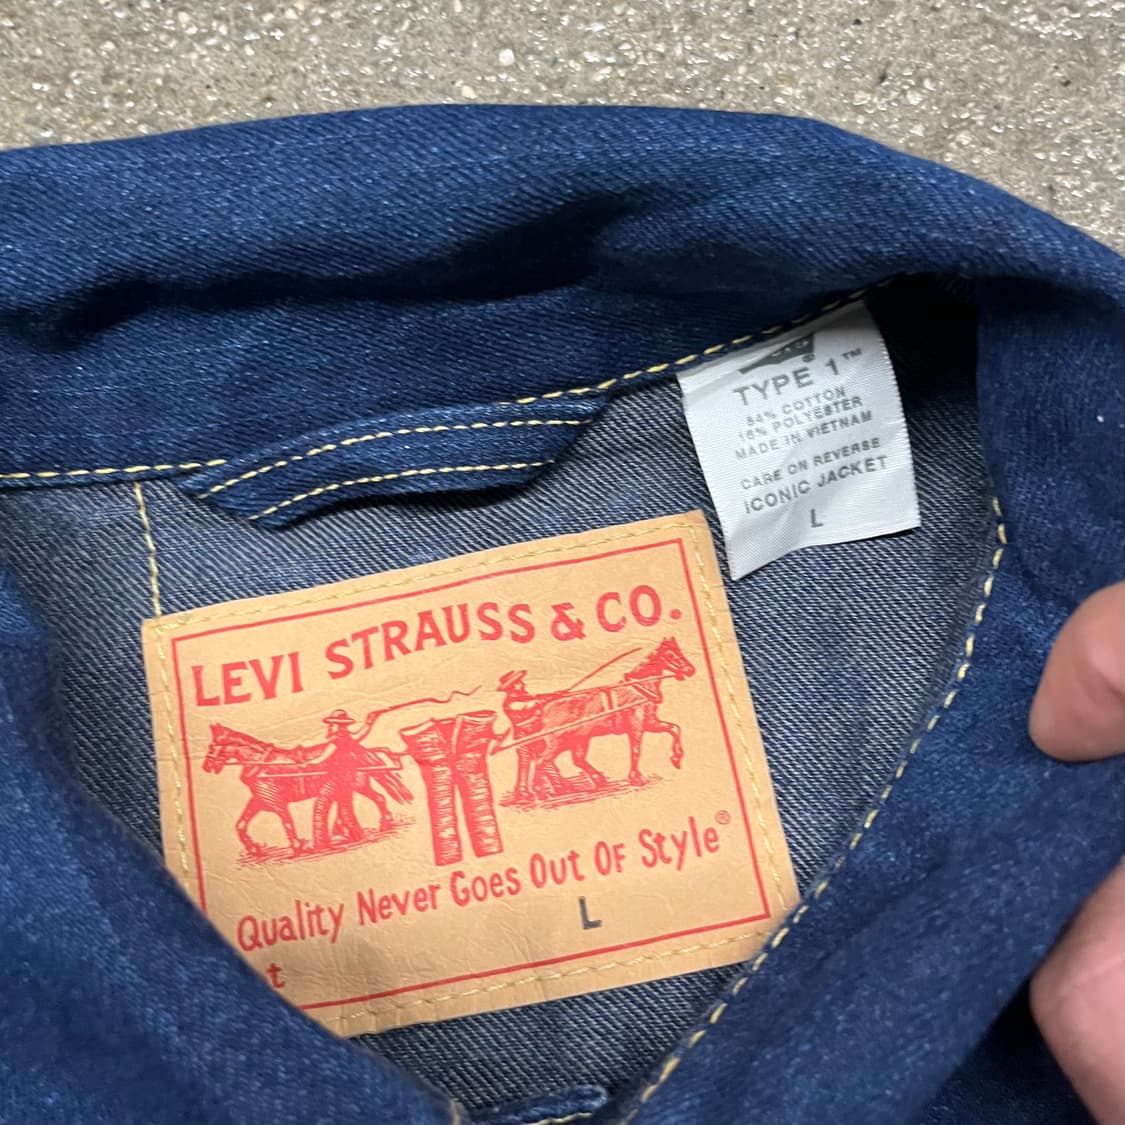 TYPE 1™
84% COTTON
16% POLYESTER
MADE IN VIETNAM
CARE ON REVERSE
ICONIC JACKET
L
LEVI STRAUSS & CO.
Quality Never Goes Out OF Style®
L
t